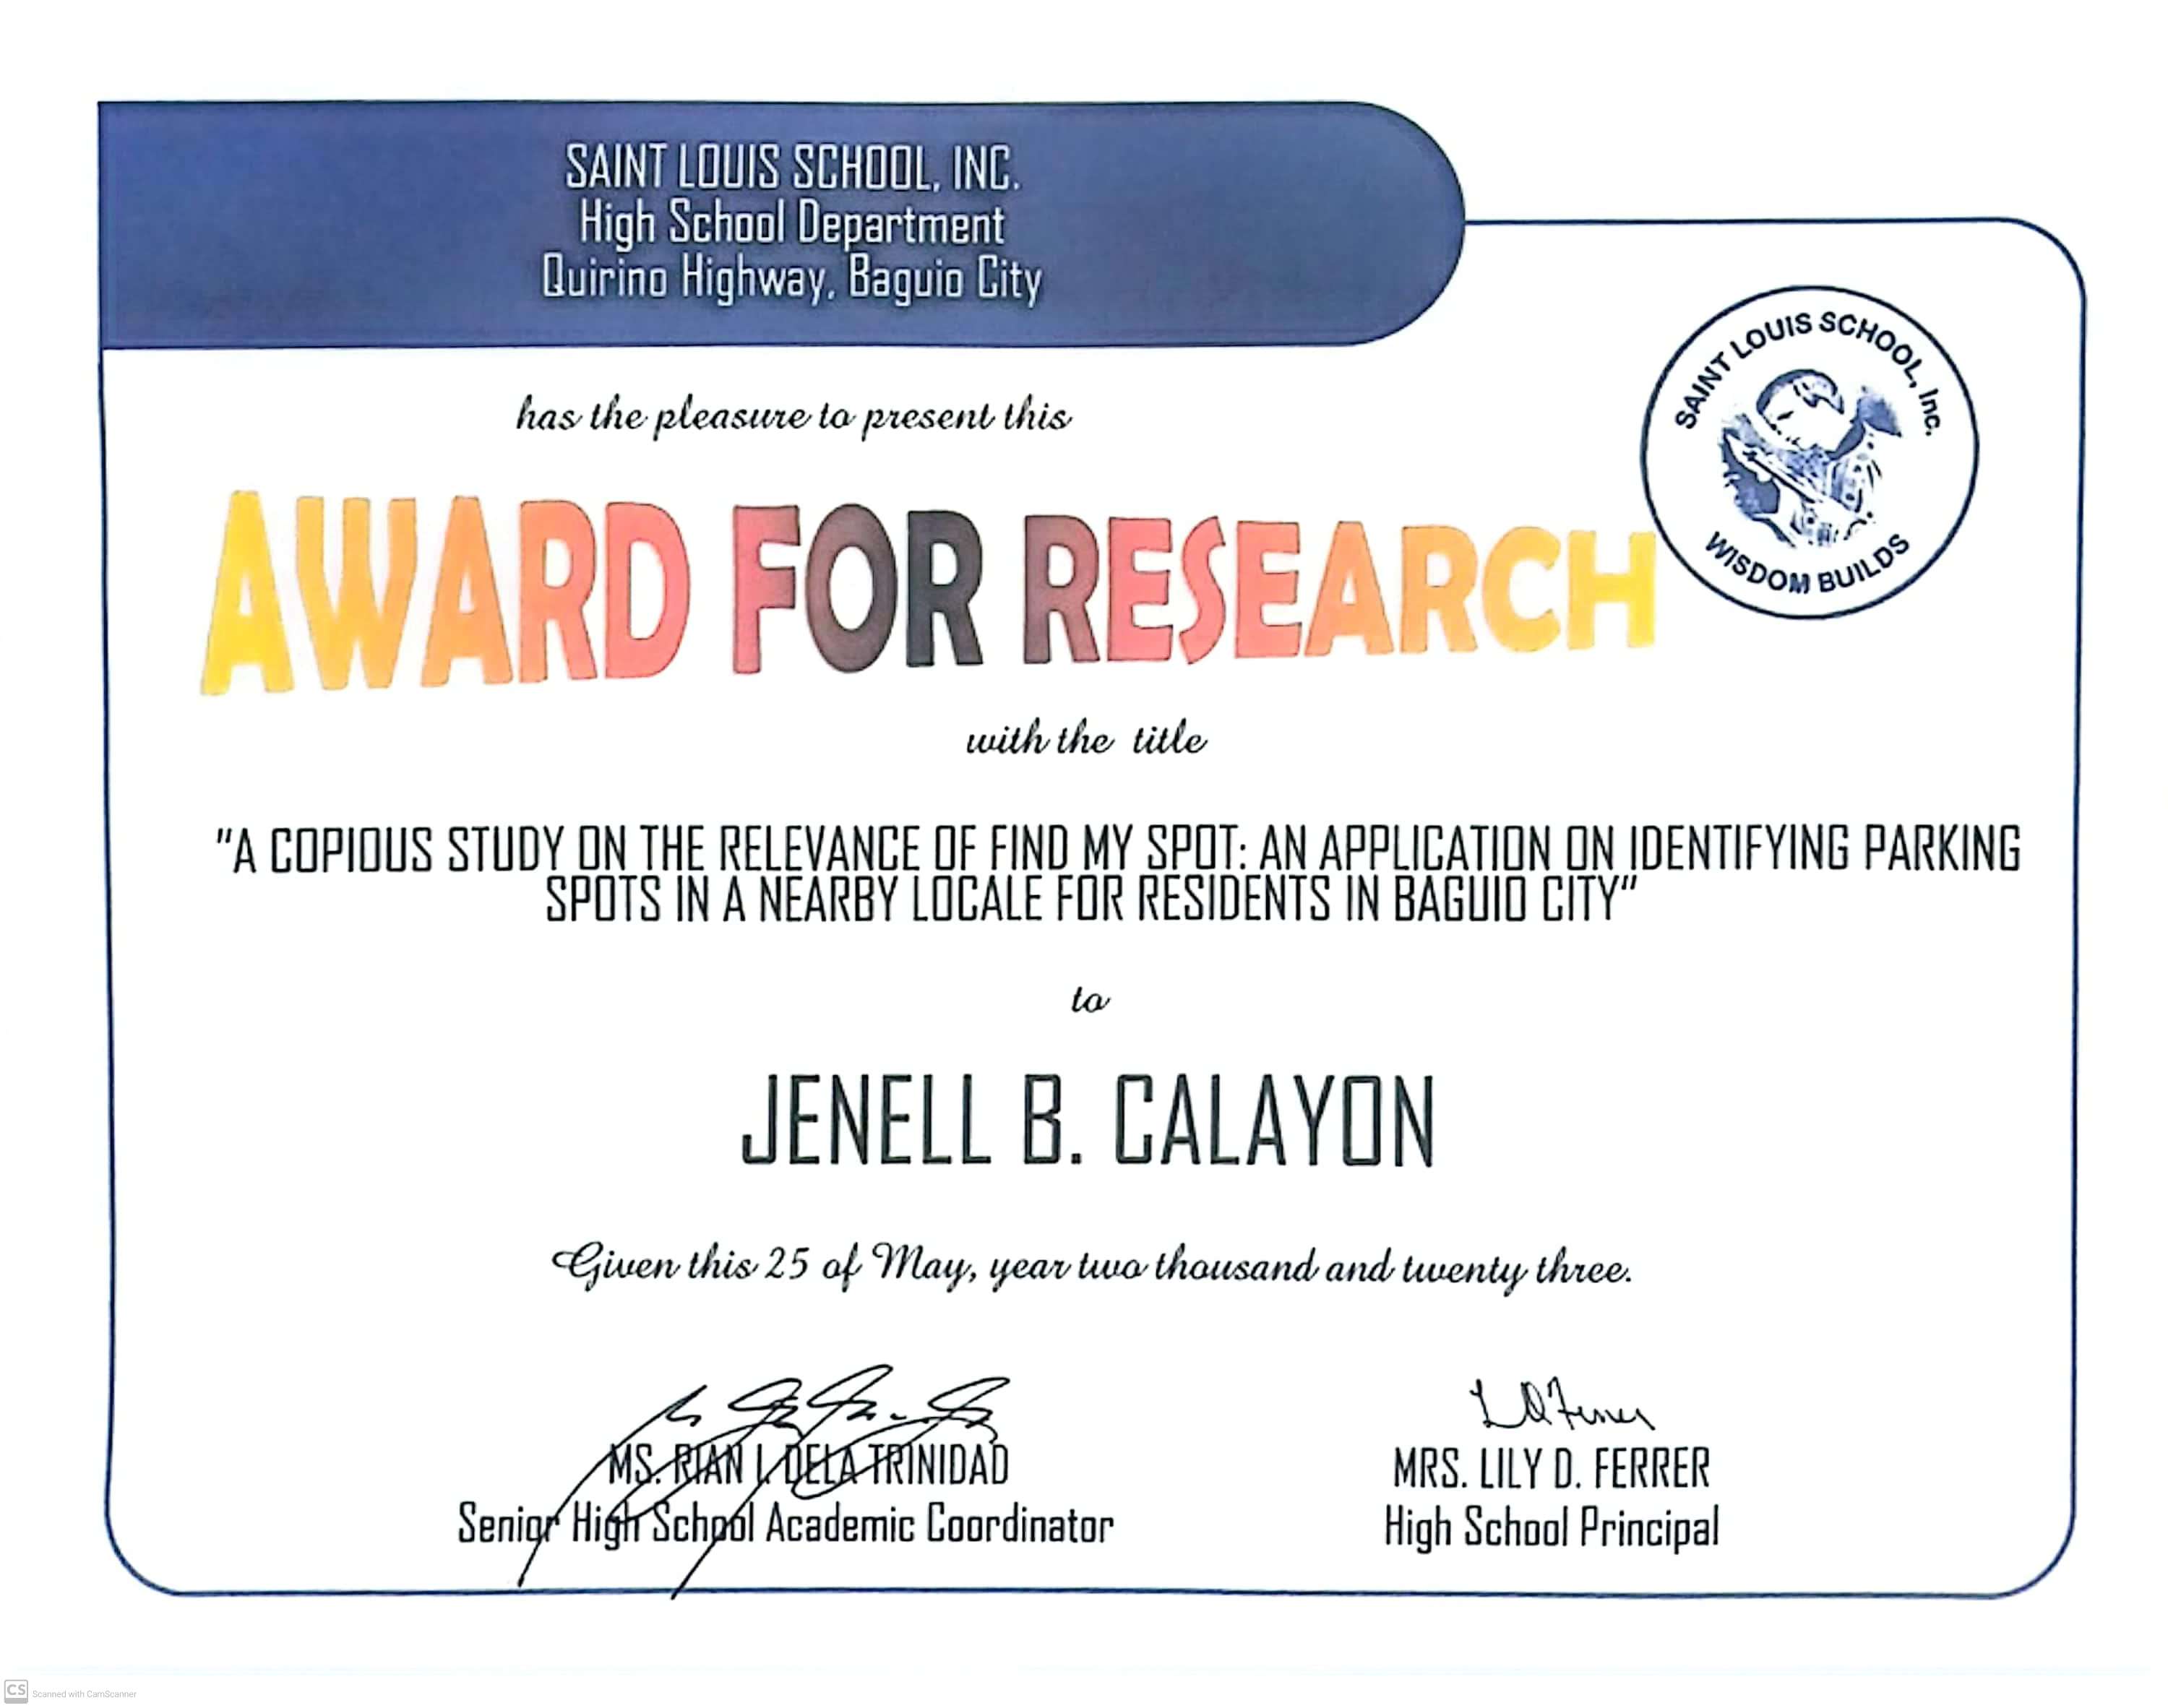 SAINT LOUIS SCHOOL, INC.
High School Department
Quirino Highway, Baguio City
SAINT LOUIS SCHOOL, Inc.
WISDOM BUILDS
has the pleasure to present this
AWARD FOR RESEARCH
with the title
"A COPIOUS STUDY ON THE RELEVANCE OF FIND MY SPOT: AN APPLICATION ON IDENTIFYING PARKING
SPOTS IN A NEARBY LOCALE FOR RESIDENTS IN BAGUIO CITY"
to
JENELL B. CALAYON
Given this 25 of May, year two thousand and twenty three.
MS. RIAN I. DELA TRINIDAD
Senior High School Academic Coordinator
LDFerrer
MRS. LILY D. FERRER
High School Principal
CS Scanned with CamScanner